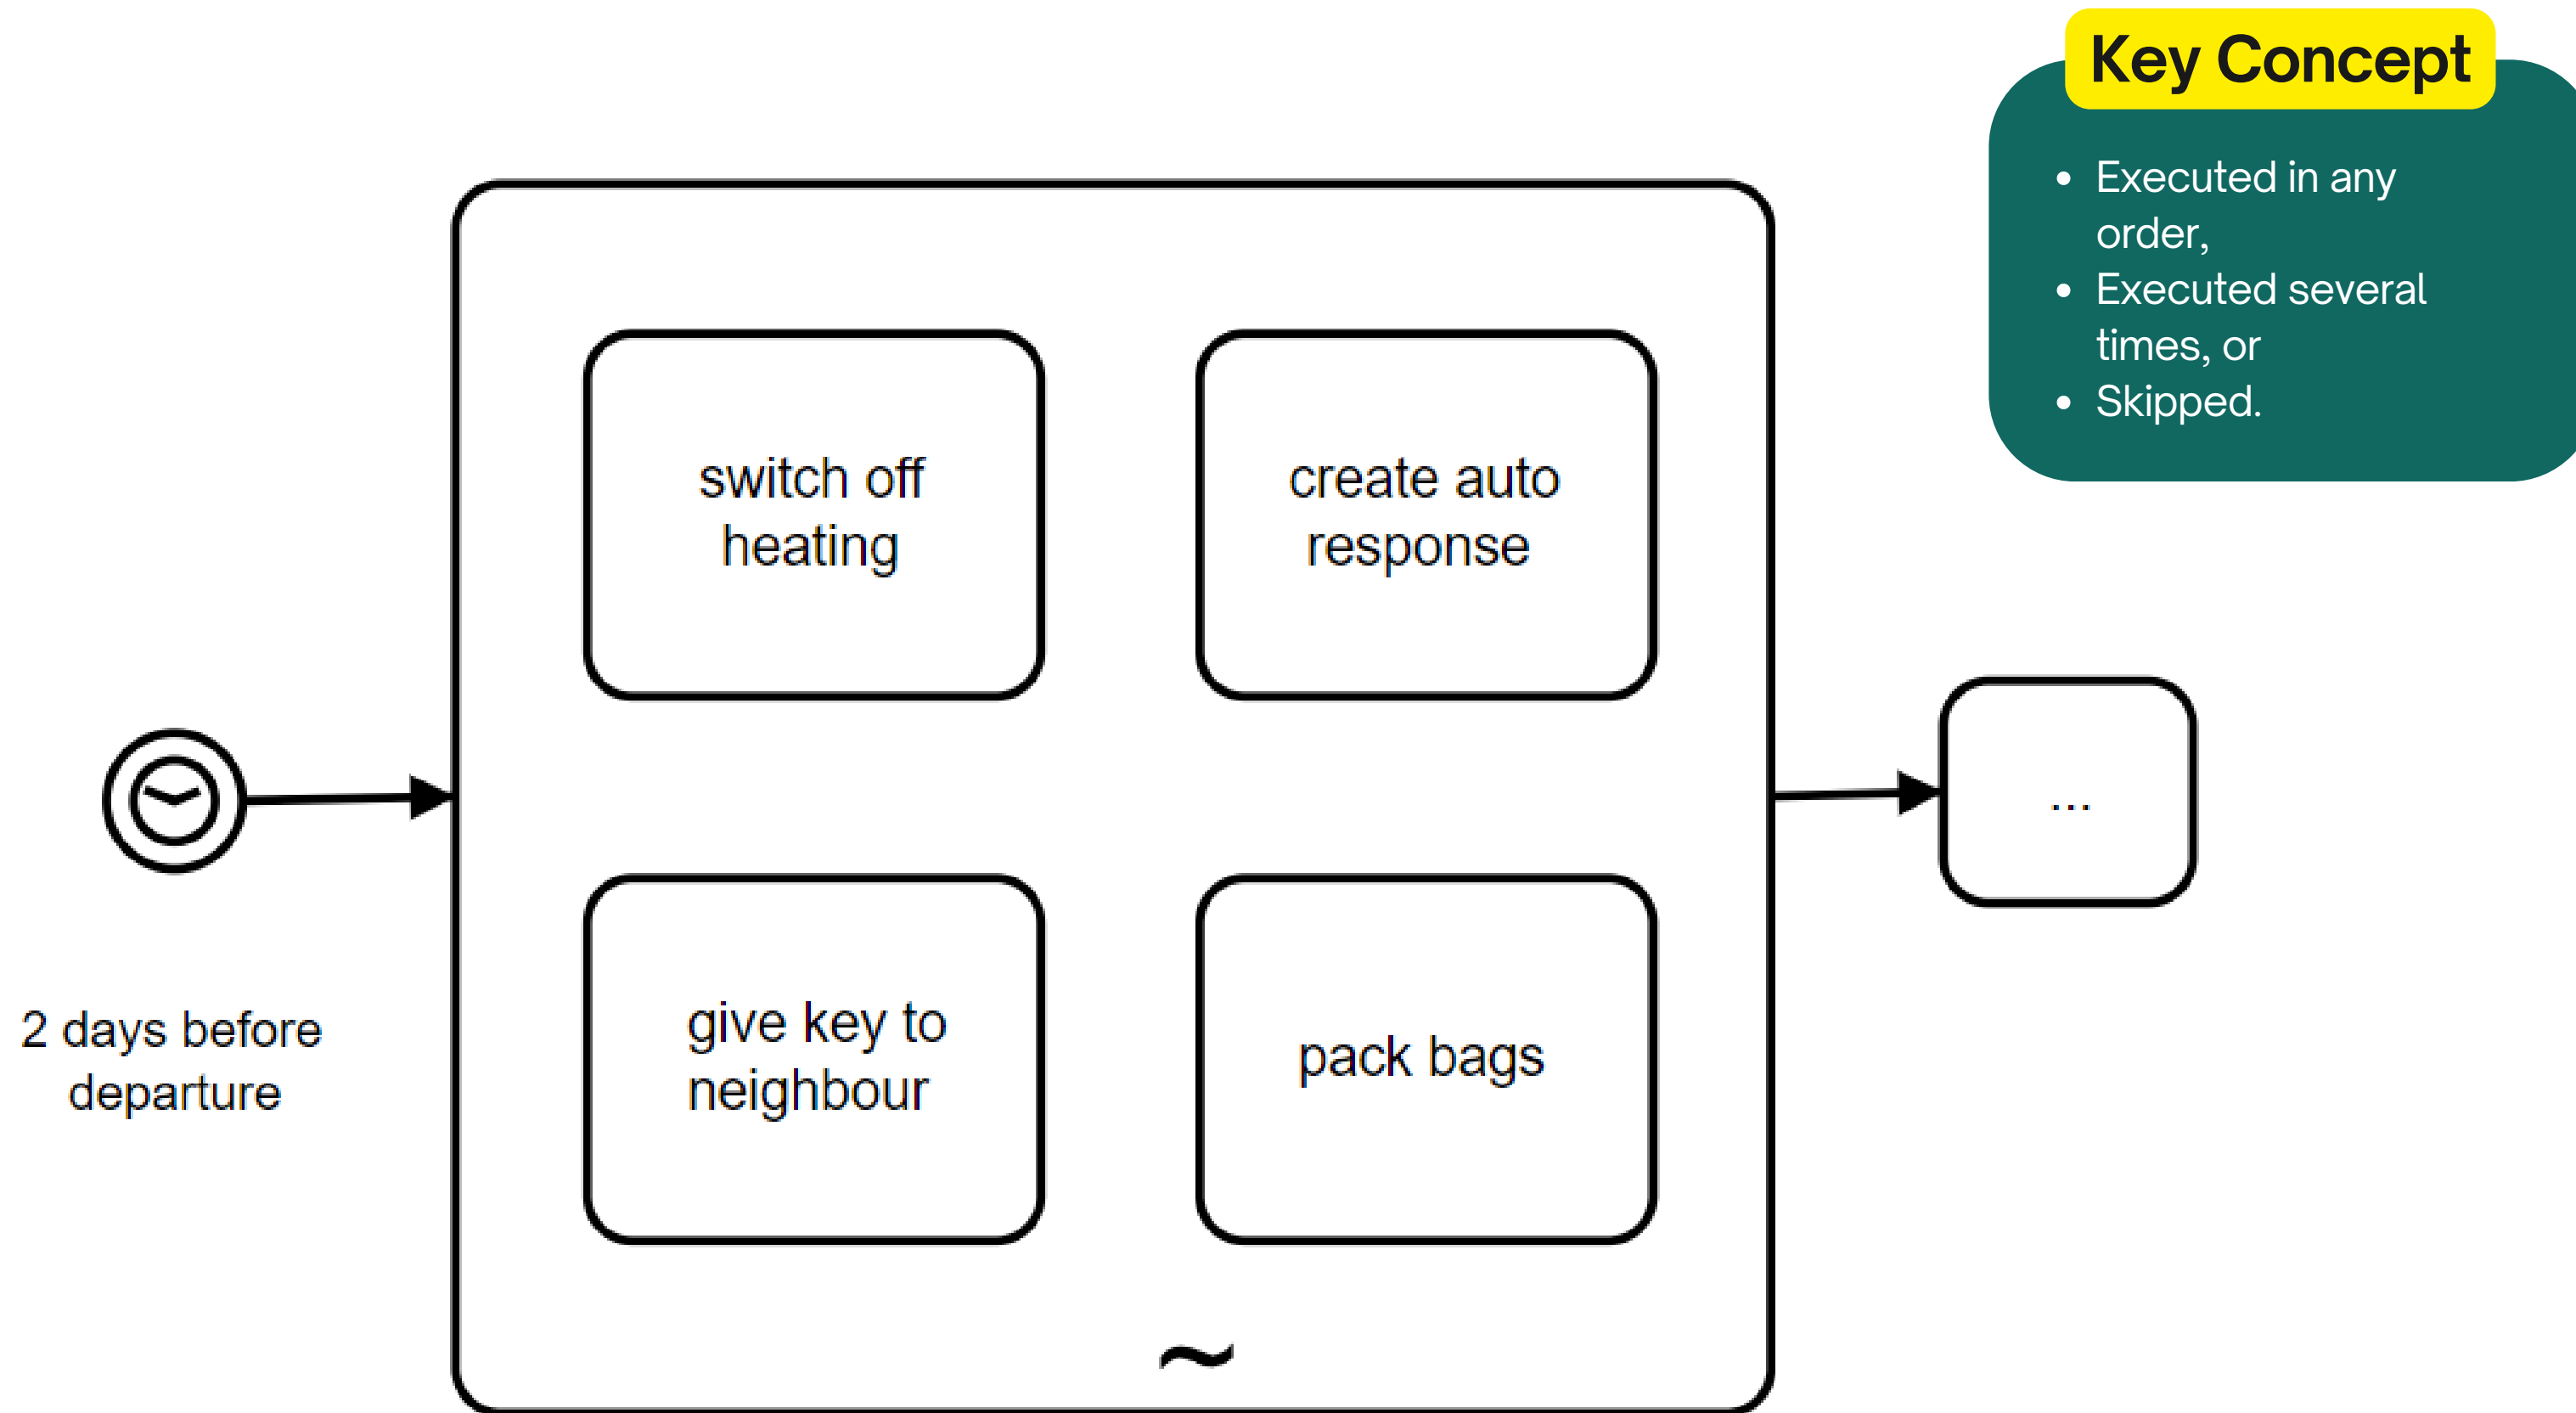 Key Concept
• Executed in any
order,
• Executed several
times, or
• Skipped.
switch off
heating
create auto
response
2 days before
departure
give key to
neighbour
pack bags
~
...